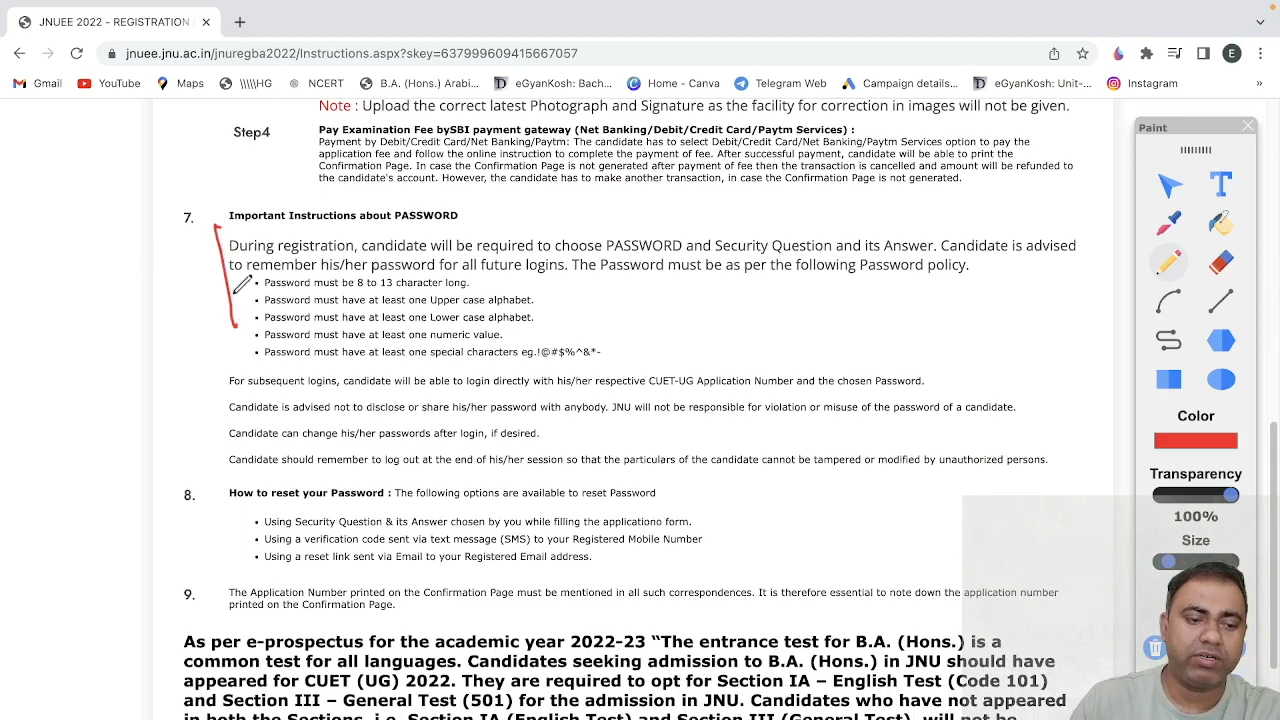 JNUEE 2022 - REGISTRATION
jnuee.jnu.ac.in/jnuregba2022/Instructions.aspx?skey=637999609415667057
E
Gmail YouTube Maps \\\\HG NCERT B.A. (Hons.) Arabi... eGyanKosh: Bach... Home - Canva Telegram Web Campaign details... eGyanKosh: Unit-... Instagram »
Note : Upload the correct latest Photograph and Signature as the facility for correction in images will not be given.
Step4
Pay Examination Fee bySBI payment gateway (Net Banking/Debit/Credit Card/Paytm Services) :
Payment by Debit/Credit Card/Net Banking/Paytm: The candidate has to select Debit/Credit Card/Net Banking/Paytm Services option to pay the
application fee and follow the online instruction to complete the payment of fee. After successful payment, candidate will be able to print the
Confirmation Page. In case the Confirmation Page is not generated after payment of fee then the transaction is cancelled and amount will be refunded to
the candidate's account. However, the candidate has to make another transaction, in case the Confirmation Page is not generated.
7. Important Instructions about PASSWORD
During registration, candidate will be required to choose PASSWORD and Security Question and its Answer. Candidate is advised
to remember his/her password for all future logins. The Password must be as per the following Password policy.
▪ Password must be 8 to 13 character long.
▪ Password must have at least one Upper case alphabet.
▪ Password must have at least one Lower case alphabet.
▪ Password must have at least one numeric value.
▪ Password must have at least one special characters eg.!@#$%^&*-
For subsequent logins, candidate will be able to login directly with his/her respective CUET-UG Application Number and the chosen Password.
Candidate is advised not to disclose or share his/her password with anybody. JNU will not be responsible for violation or misuse of the password of a candidate.
Candidate can change his/her passwords after login, if desired.
Candidate should remember to log out at the end of his/her session so that the particulars of the candidate cannot be tampered or modified by unauthorized persons.
8. How to reset your Password : The following options are available to reset Password
▪ Using Security Question & its Answer chosen by you while filling the applicationo form.
▪ Using a verification code sent via text message (SMS) to your Registered Mobile Number
▪ Using a reset link sent via Email to your Registered Email address.
9. The Application Number printed on the Confirmation Page must be mentioned in all such correspondences. It is therefore essential to note down the application number
printed on the Confirmation Page.
As per e-prospectus for the academic year 2022-23 “The entrance test for B.A. (Hons.) is a
common test for all languages. Candidates seeking admission to B.A. (Hons.) in JNU should have
appeared for CUET (UG) 2022. They are required to opt for Section IA – English Test (Code 101)
and Section III – General Test (501) for the admission in JNU. Candidates who have not appeared
in both the Sections, i.e. Section IA (English Test) and Section III (General Test), will not be
Paint
T
Color
Transparency
100%
Size